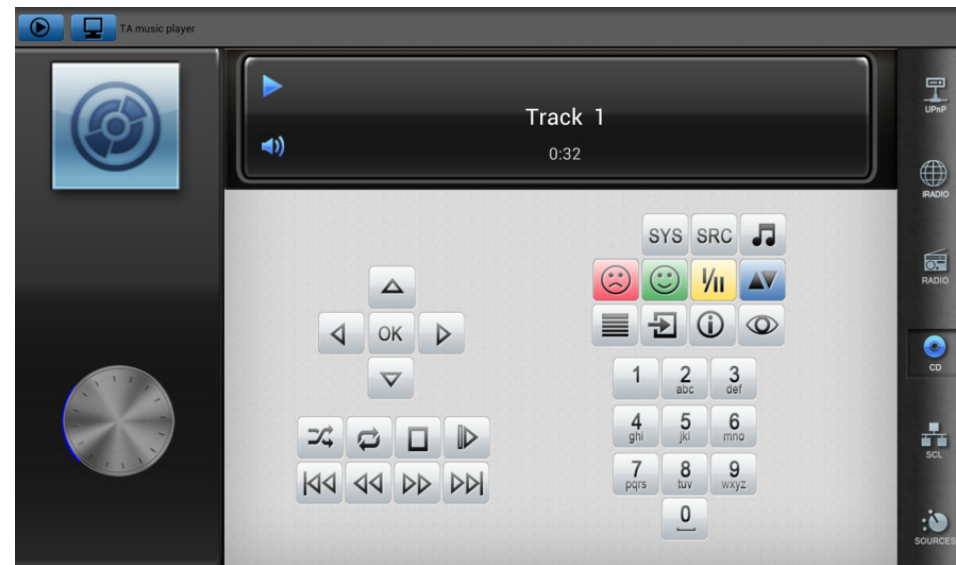 TA music player
Track 1
0:32
UPnP
iRADIO
RADIO
CD
SCL
SOURCES
SYS SRC
I/II
OK
1 2 abc 3 def
4 ghi 5 jkl 6 mno
7 pqrs 8 tuv 9 wxyz
0